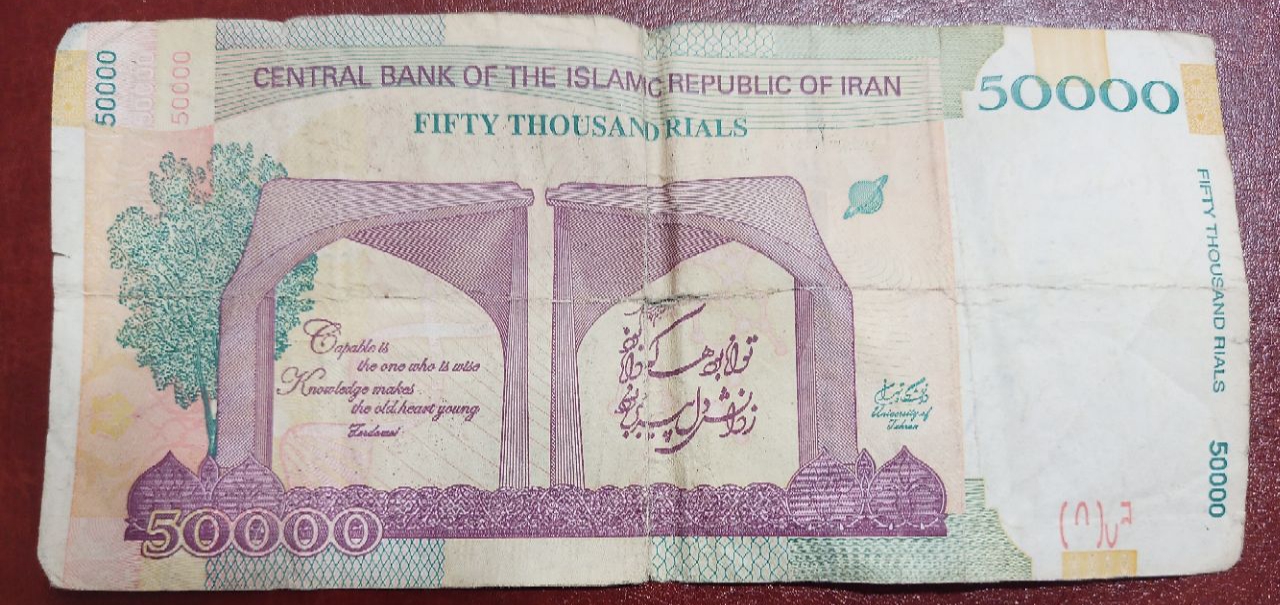 50000
50000
50000
CENTRAL BANK OF THE ISLAMIC REPUBLIC OF IRAN
50000
FIFTY THOUSAND RIALS
FIFTY THOUSAND RIALS
Capable is
the one who is wise
Knowledge makes
the old heart young
Ferdowsi
توانا بود هر که دانا بود
ز دانش دل پیر برنا بود
دانشگاه تهران
University of
Tehran
50000
50000